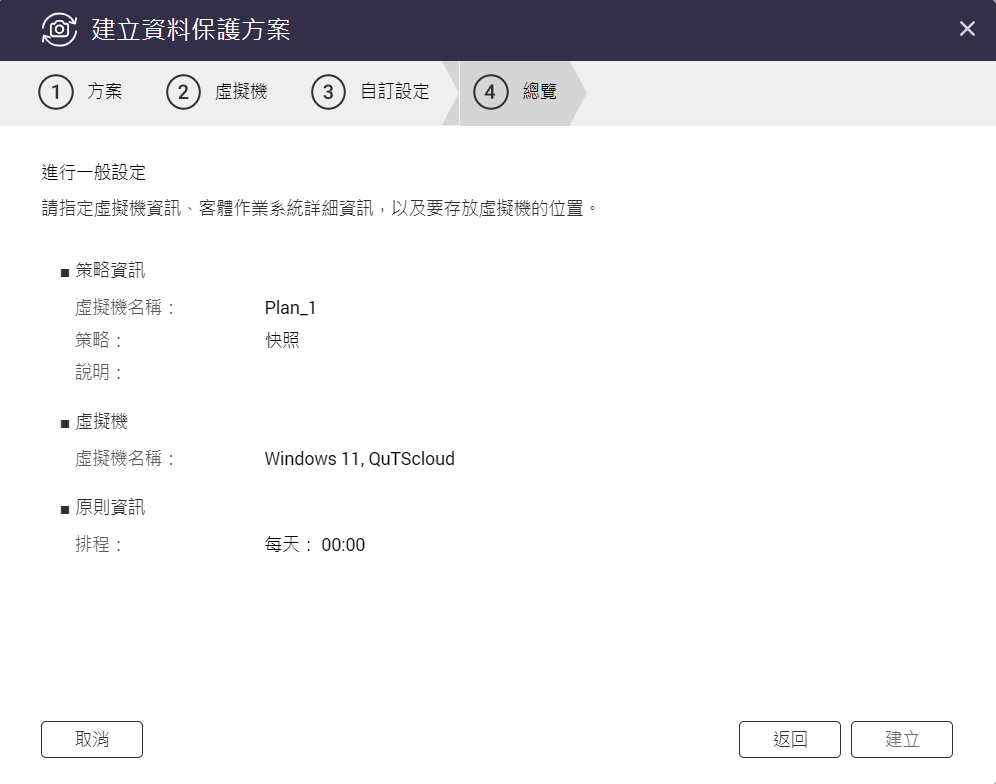 建立資料保護方案
1 方案 2 虛擬機 3 自訂設定 4 總覽
進行一般設定
請指定虛擬機資訊、客體作業系統詳細資訊，以及要存放虛擬機的位置。
策略資訊
虛擬機名稱： Plan_1
策略： 快照
說明：
虛擬機
虛擬機名稱： Windows 11, QuTScloud
原則資訊
排程： 每天： 00:00
取消 返回 建立